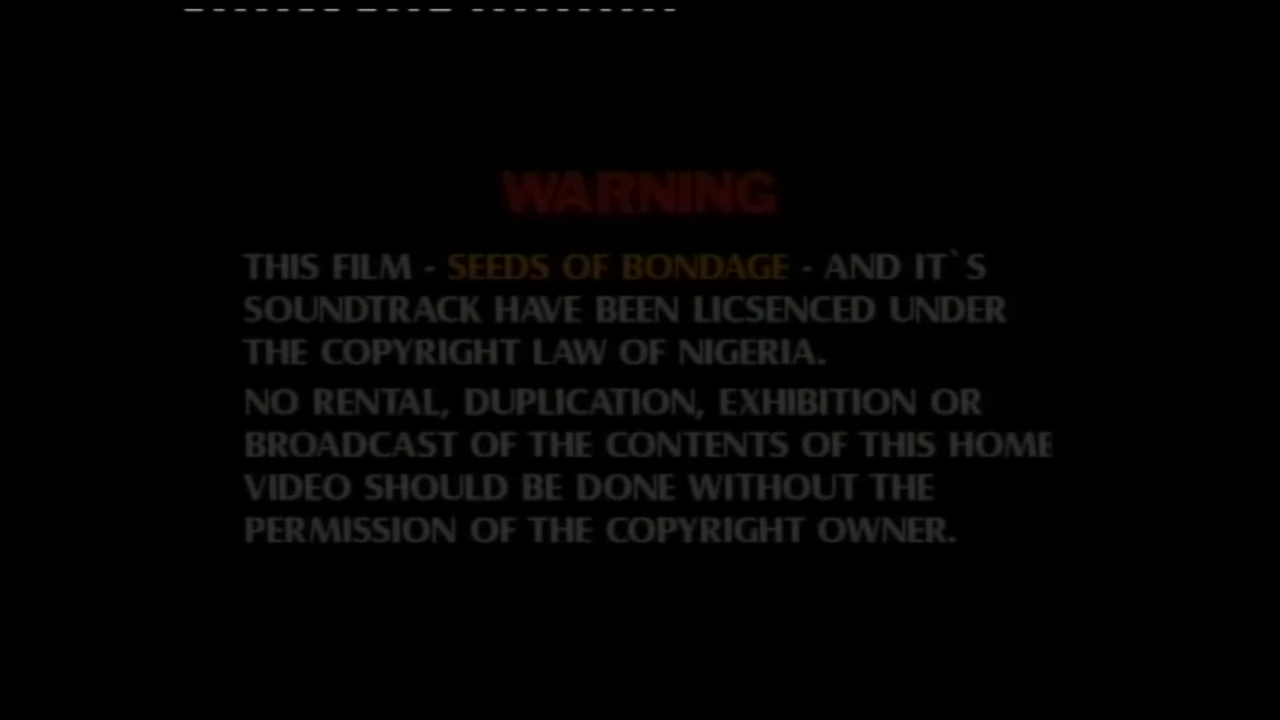 WARNING
THIS FILM - SEEDS OF BONDAGE - AND IT`S
SOUNDTRACK HAVE BEEN LICSENCED UNDER
THE COPYRIGHT LAW OF NIGERIA.
NO RENTAL, DUPLICATION, EXHIBITION OR
BROADCAST OF THE CONTENTS OF THIS HOME
VIDEO SHOULD BE DONE WITHOUT THE
PERMISSION OF THE COPYRIGHT OWNER.